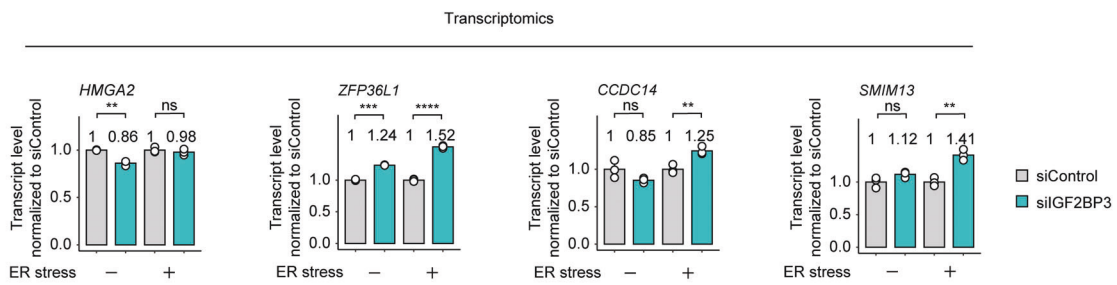 Transcriptomics
HMGA2
** ns
1 0.86 1 0.98
Transcript level
normalized to siControl
1.0
0.5
0.0
ER stress − +
ZFP36L1
*** ****
1 1.24 1 1.52
Transcript level
normalized to siControl
1.0
0.5
0.0
ER stress − +
CCDC14
ns **
1 0.85 1 1.25
Transcript level
normalized to siControl
1.0
0.5
0.0
ER stress − +
SMIM13
ns **
1 1.12 1 1.41
Transcript level
normalized to siControl
1.0
0.5
0.0
ER stress − +
siControl
siIGF2BP3